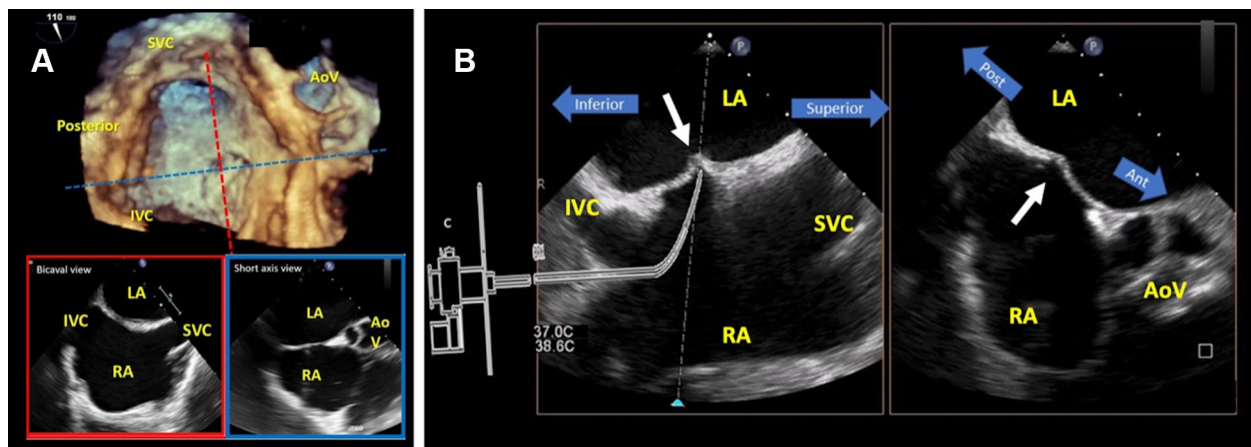 A
110 180
SVC
AoV
Posterior
IVC
Bicaval view
LA
IVC
SVC
RA
Short axis view
LA
Ao
V
RA
B
P
LA
Inferior
Superior
R
IVC
SVC
C
37.0C
38.6C
RA
P
Post
LA
Ant
AoV
RA